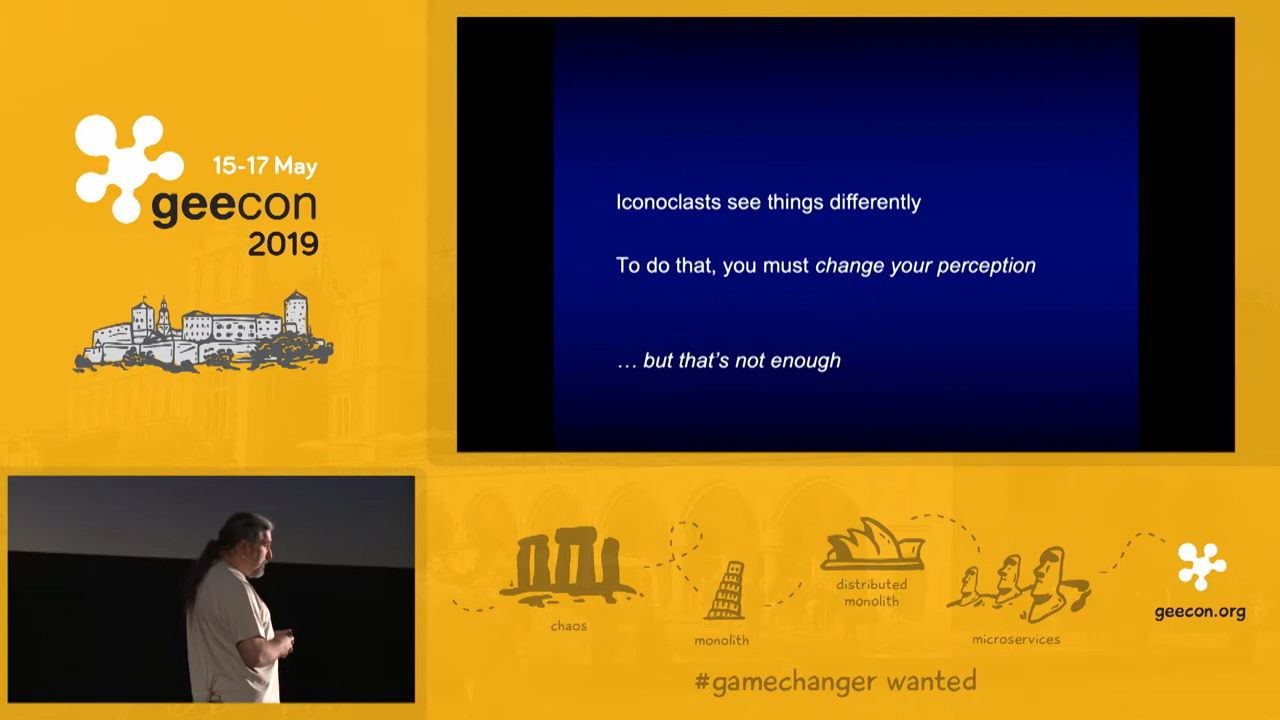 15-17 May
geecon
2019
Iconoclasts see things differently
To do that, you must change your perception
… but that's not enough
chaos
monolith
distributed
monolith
microservices
geecon.org
#gamechanger wanted